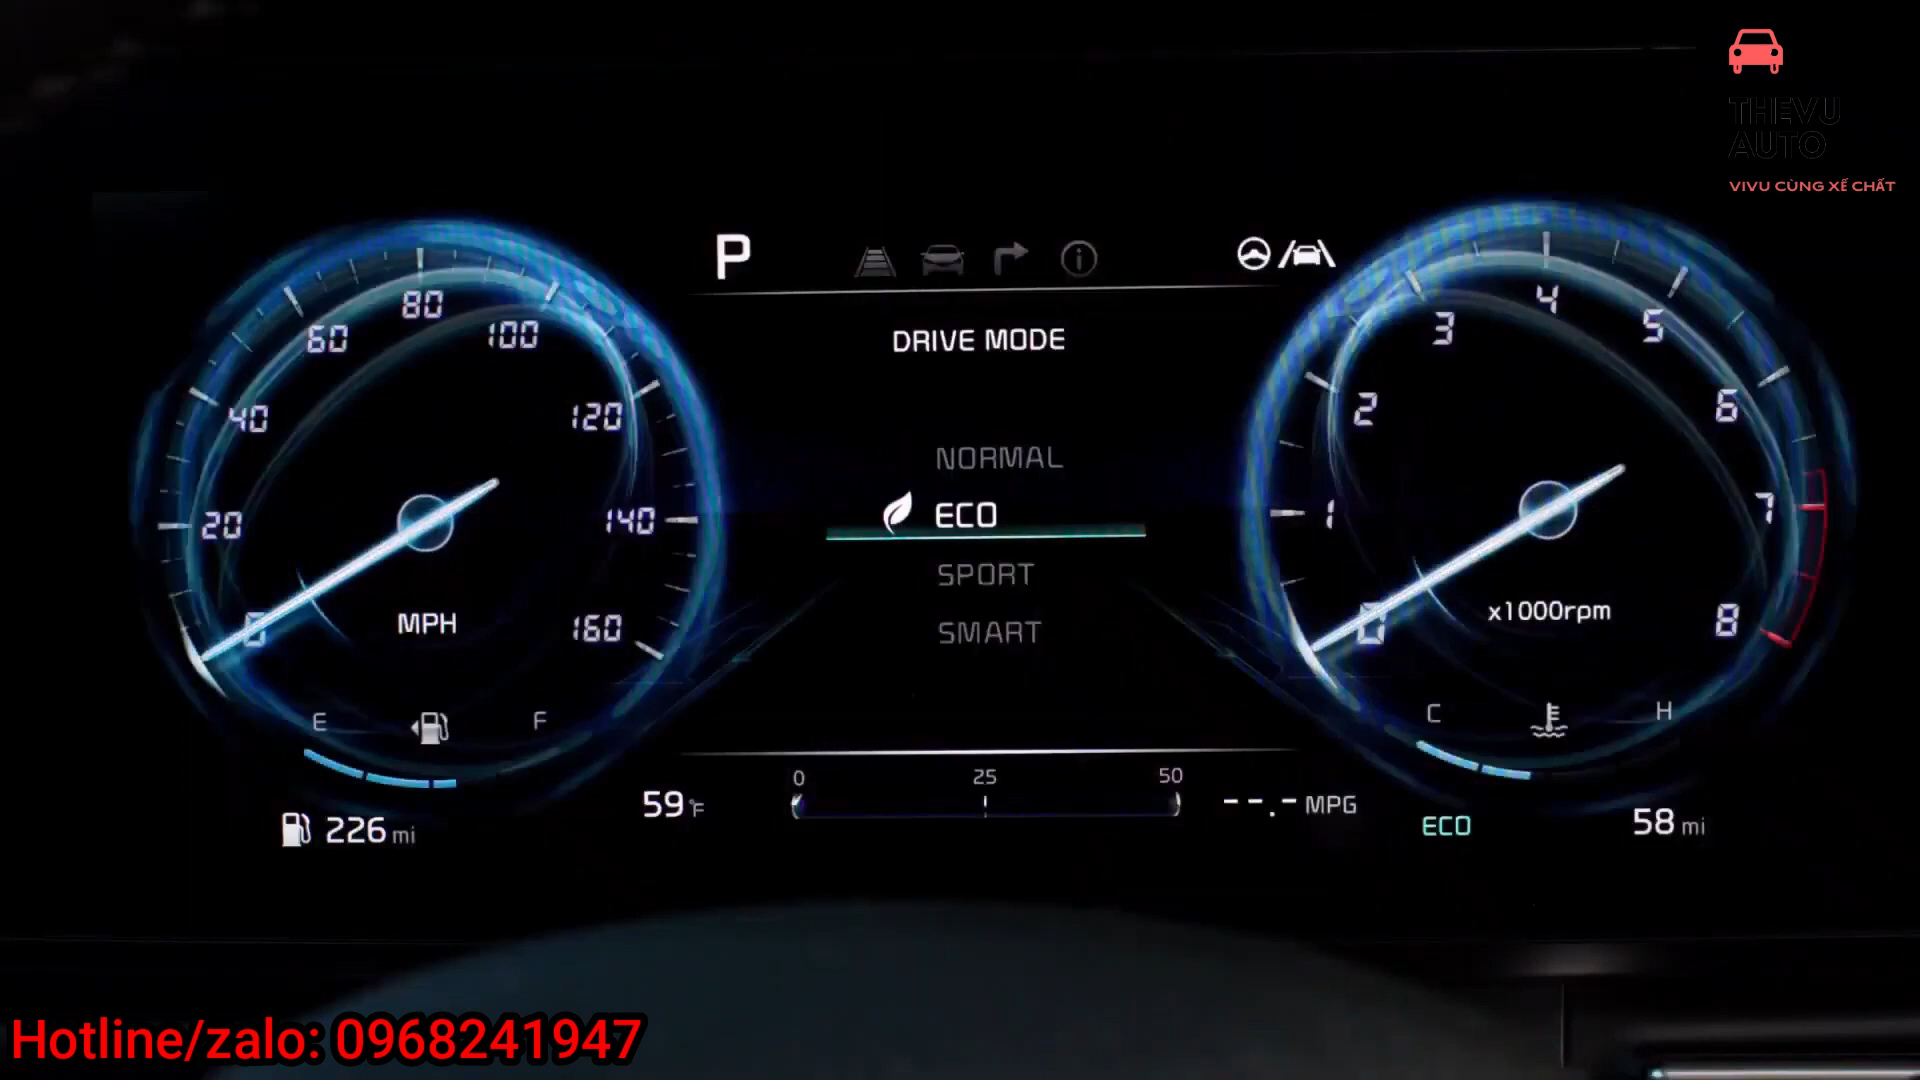 THEVU
AUTO
VIVU CÙNG XẾ CHẤT
P
DRIVE MODE
NORMAL
ECO
SPORT
SMART
0
20
40
60
80
100
120
140
160
MPH
E
F
226 mi
59°F
0 25 50
--.- MPG
0
1
2
3
4
5
6
7
8
x1000rpm
C
H
ECO
58 mi
Hotline/zalo: 0968241947